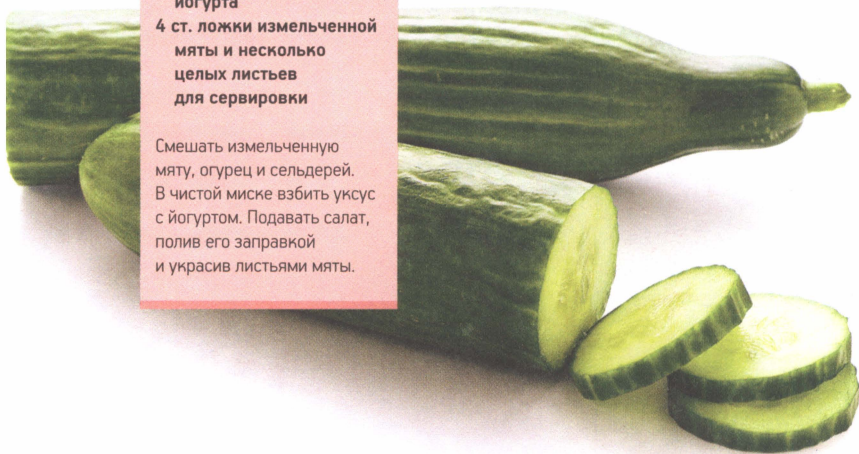 йогурта
4 ст. ложки измельченной
мяты и несколько
целых листьев
для сервировки
Смешать измельченную
мяту, огурец и сельдерей.
В чистой миске взбить уксус
с йогуртом. Подавать салат,
полив его заправкой
и украсив листьями мяты.